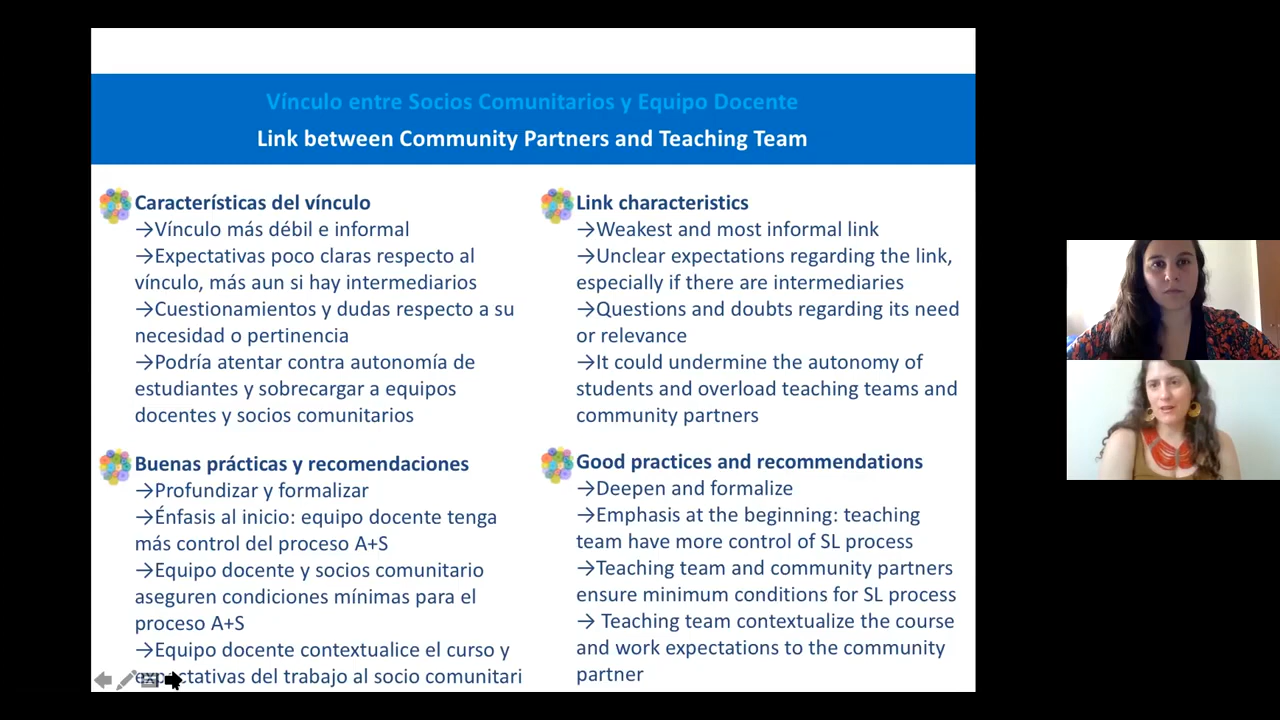 Vínculo entre Socios Comunitarios y Equipo Docente
Link between Community Partners and Teaching Team
Características del vínculo
→Vínculo más débil e informal
→Expectativas poco claras respecto al
vínculo, más aun si hay intermediarios
→Cuestionamientos y dudas respecto a su
necesidad o pertinencia
→Podría atentar contra autonomía de
estudiantes y sobrecargar a equipos
docentes y socios comunitarios
Buenas prácticas y recomendaciones
→Profundizar y formalizar
→Énfasis al inicio: equipo docente tenga
más control del proceso A+S
→Equipo docente y socios comunitario
aseguren condiciones mínimas para el
proceso A+S
→Equipo docente contextualice el curso y
expectativas del trabajo al socio comunitari
Link characteristics
→Weakest and most informal link
→Unclear expectations regarding the link,
especially if there are intermediaries
→Questions and doubts regarding its need
or relevance
→It could undermine the autonomy of
students and overload teaching teams and
community partners
Good practices and recommendations
→Deepen and formalize
→Emphasis at the beginning: teaching
team have more control of SL process
→Teaching team and community partners
ensure minimum conditions for SL process
→ Teaching team contextualize the course
and work expectations to the community
partner